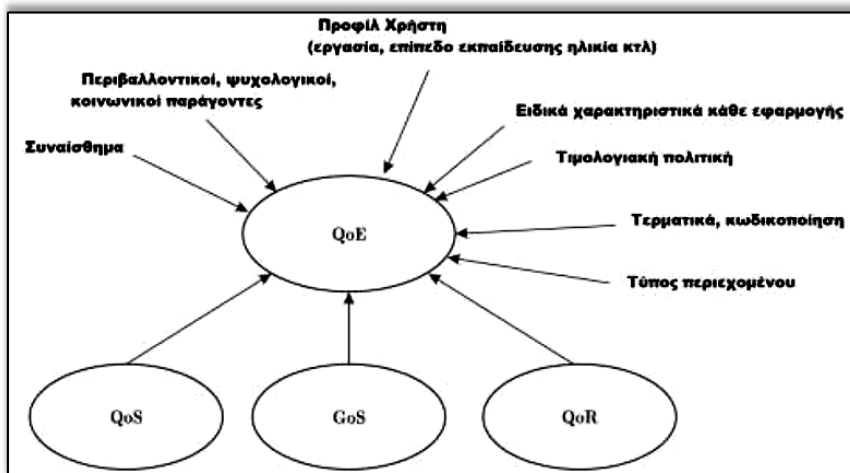 Προφίλ Χρήστη
(εργασία, επίπεδο εκπαίδευσης ηλικία κτλ)
Περιβαλλοντικοί, ψυχολογικοί,
κοινωνικοί παράγοντες
Ειδικά χαρακτηριστικά κάθε εφαρμογής
Συναίσθημα
Τιμολογιακή πολιτική
QoE
Τερματικά, κωδικοποίηση
Τύπος περιεχομένου
QoS
GoS
QoR